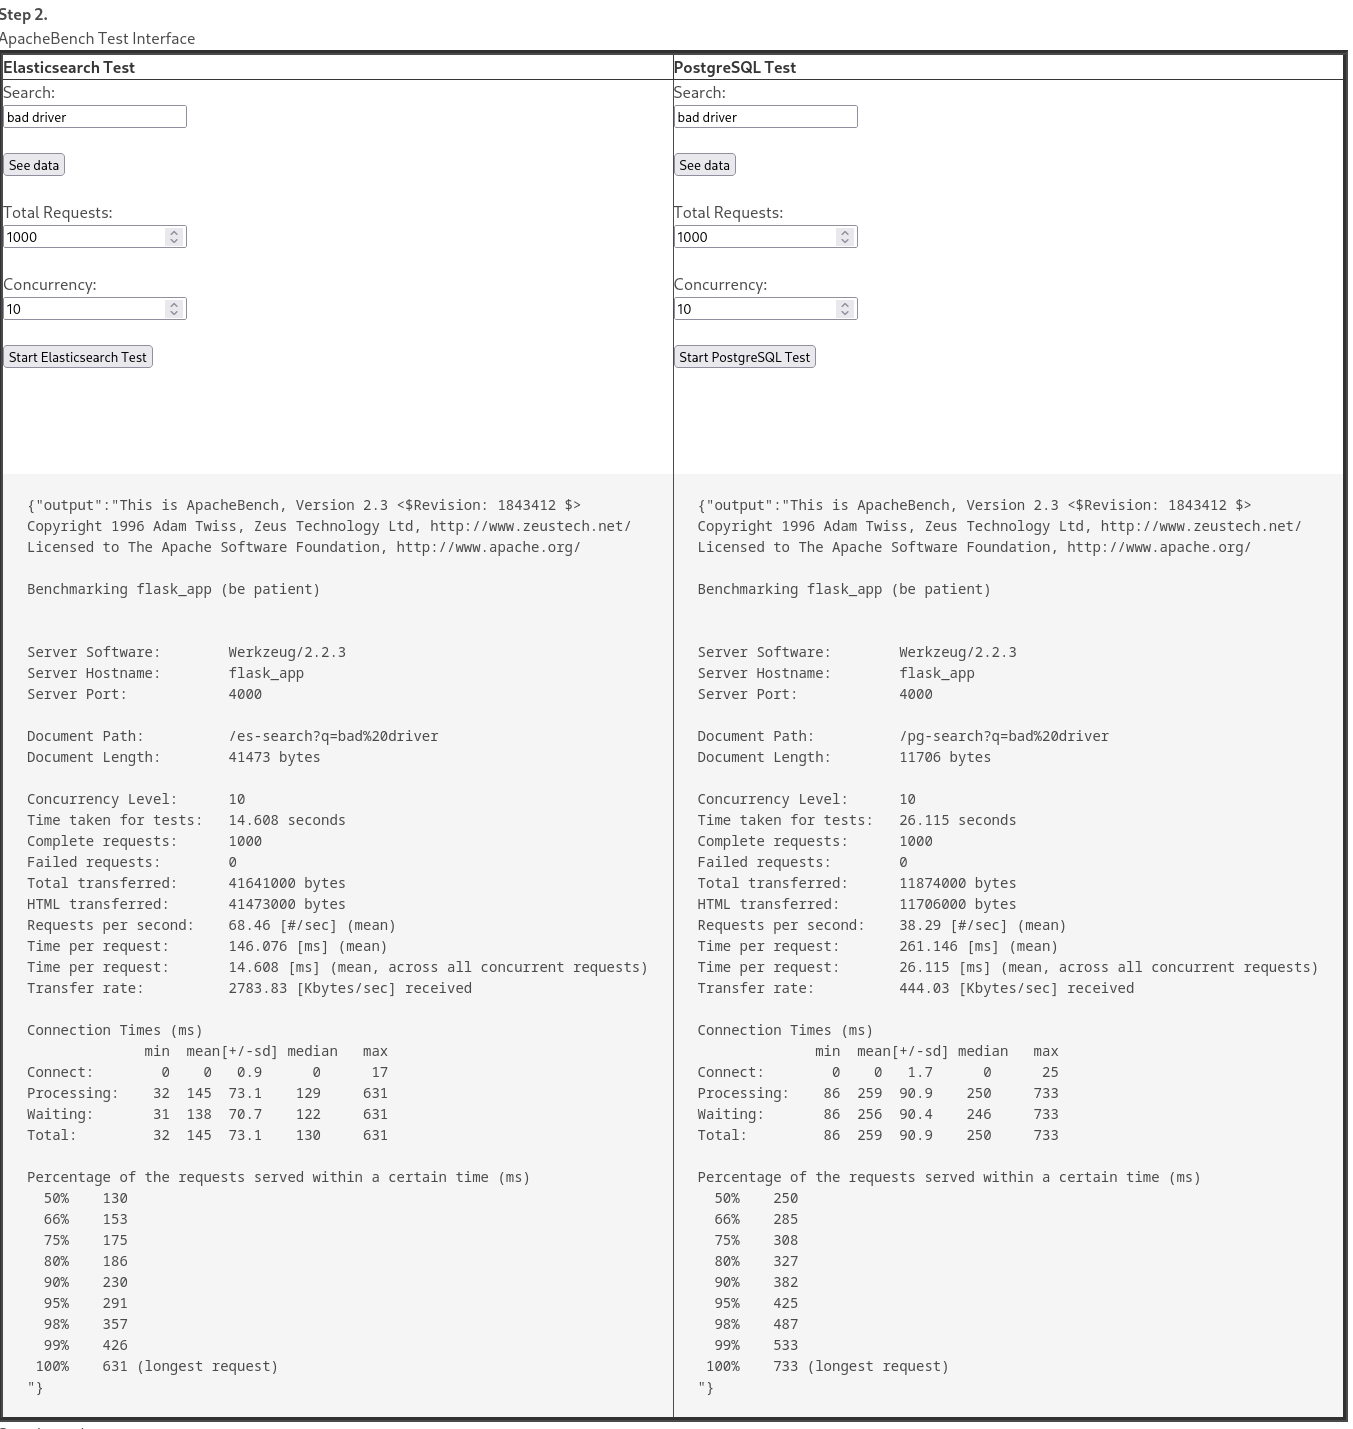 Step 2.
ApacheBench Test Interface
Elasticsearch Test
Search:
bad driver
See data
Total Requests:
1000
Concurrency:
10
Start Elasticsearch Test
{"output":"This is ApacheBench, Version 2.3 <$Revision: 1843412 $>
Copyright 1996 Adam Twiss, Zeus Technology Ltd, http://www.zeustech.net/
Licensed to The Apache Software Foundation, http://www.apache.org/
Benchmarking flask_app (be patient)
Server Software:        Werkzeug/2.2.3
Server Hostname:        flask_app
Server Port:            4000
Document Path:          /es-search?q=bad%20driver
Document Length:        41473 bytes
Concurrency Level:      10
Time taken for tests:   14.608 seconds
Complete requests:      1000
Failed requests:        0
Total transferred:      41641000 bytes
HTML transferred:       41473000 bytes
Requests per second:    68.46 [#/sec] (mean)
Time per request:       146.076 [ms] (mean)
Time per request:       14.608 [ms] (mean, across all concurrent requests)
Transfer rate:          2783.83 [Kbytes/sec] received
Connection Times (ms)
              min  mean[+/-sd] median   max
Connect:        0    0   0.9      0      17
Processing:    32  145  73.1    129     631
Waiting:       31  138  70.7    122     631
Total:         32  145  73.1    130     631
Percentage of the requests served within a certain time (ms)
  50%    130
  66%    153
  75%    175
  80%    186
  90%    230
  95%    291
  98%    357
  99%    426
 100%    631 (longest request)
"}
PostgreSQL Test
Search:
bad driver
See data
Total Requests:
1000
Concurrency:
10
Start PostgreSQL Test
{"output":"This is ApacheBench, Version 2.3 <$Revision: 1843412 $>
Copyright 1996 Adam Twiss, Zeus Technology Ltd, http://www.zeustech.net/
Licensed to The Apache Software Foundation, http://www.apache.org/
Benchmarking flask_app (be patient)
Server Software:        Werkzeug/2.2.3
Server Hostname:        flask_app
Server Port:            4000
Document Path:          /pg-search?q=bad%20driver
Document Length:        11706 bytes
Concurrency Level:      10
Time taken for tests:   26.115 seconds
Complete requests:      1000
Failed requests:        0
Total transferred:      11874000 bytes
HTML transferred:       11706000 bytes
Requests per second:    38.29 [#/sec] (mean)
Time per request:       261.146 [ms] (mean)
Time per request:       26.115 [ms] (mean, across all concurrent requests)
Transfer rate:          444.03 [Kbytes/sec] received
Connection Times (ms)
              min  mean[+/-sd] median   max
Connect:        0    0   1.7      0      25
Processing:    86  259  90.9    250     733
Waiting:       86  256  90.4    246     733
Total:         86  259  90.9    250     733
Percentage of the requests served within a certain time (ms)
  50%    250
  66%    285
  75%    308
  80%    327
  90%    382
  95%    425
  98%    487
  99%    533
 100%    733 (longest request)
"}